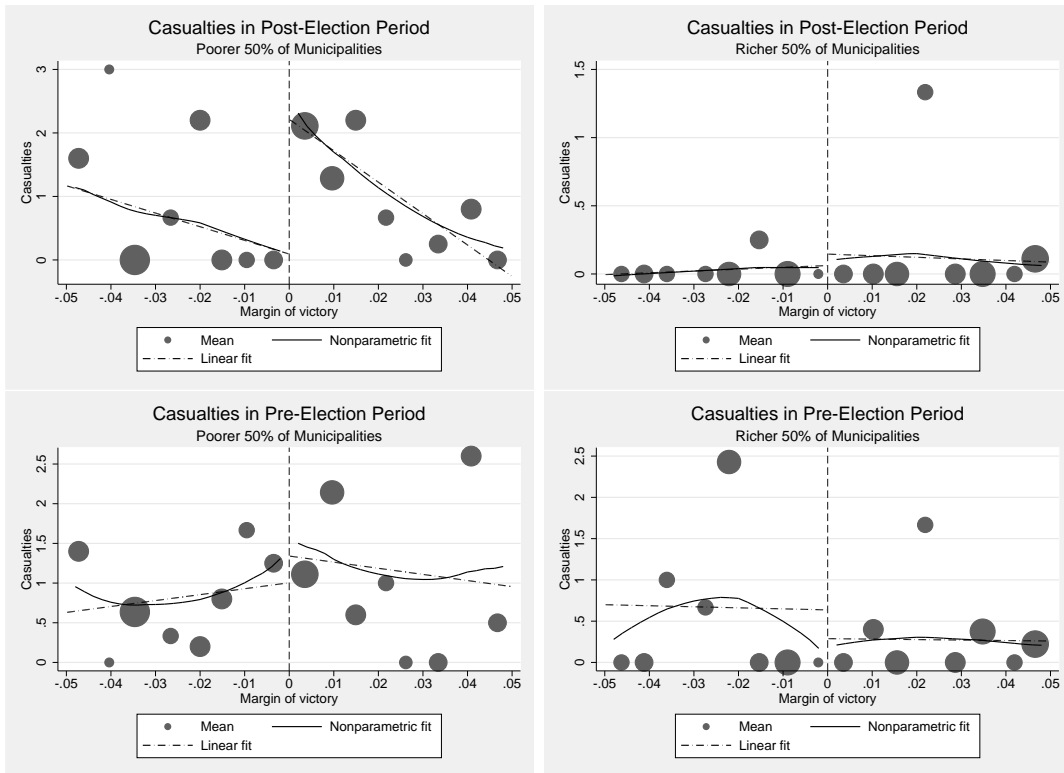 Casualties in Post-Election Period
Poorer 50% of Municipalities
3
2
1
0
Casualties
-.05 -.04 -.03 -.02 -.01 0 .01 .02 .03 .04 .05
Margin of victory
Mean Nonparametric fit
Linear fit
Casualties in Post-Election Period
Richer 50% of Municipalities
1.5
1
.5
0
Casualties
-.05 -.04 -.03 -.02 -.01 0 .01 .02 .03 .04 .05
Margin of victory
Mean Nonparametric fit
Linear fit
Casualties in Pre-Election Period
Poorer 50% of Municipalities
2.5
2
1.5
1
.5
0
Casualties
-.05 -.04 -.03 -.02 -.01 0 .01 .02 .03 .04 .05
Margin of victory
Mean Nonparametric fit
Linear fit
Casualties in Pre-Election Period
Richer 50% of Municipalities
2.5
2
1.5
1
.5
0
Casualties
-.05 -.04 -.03 -.02 -.01 0 .01 .02 .03 .04 .05
Margin of victory
Mean Nonparametric fit
Linear fit